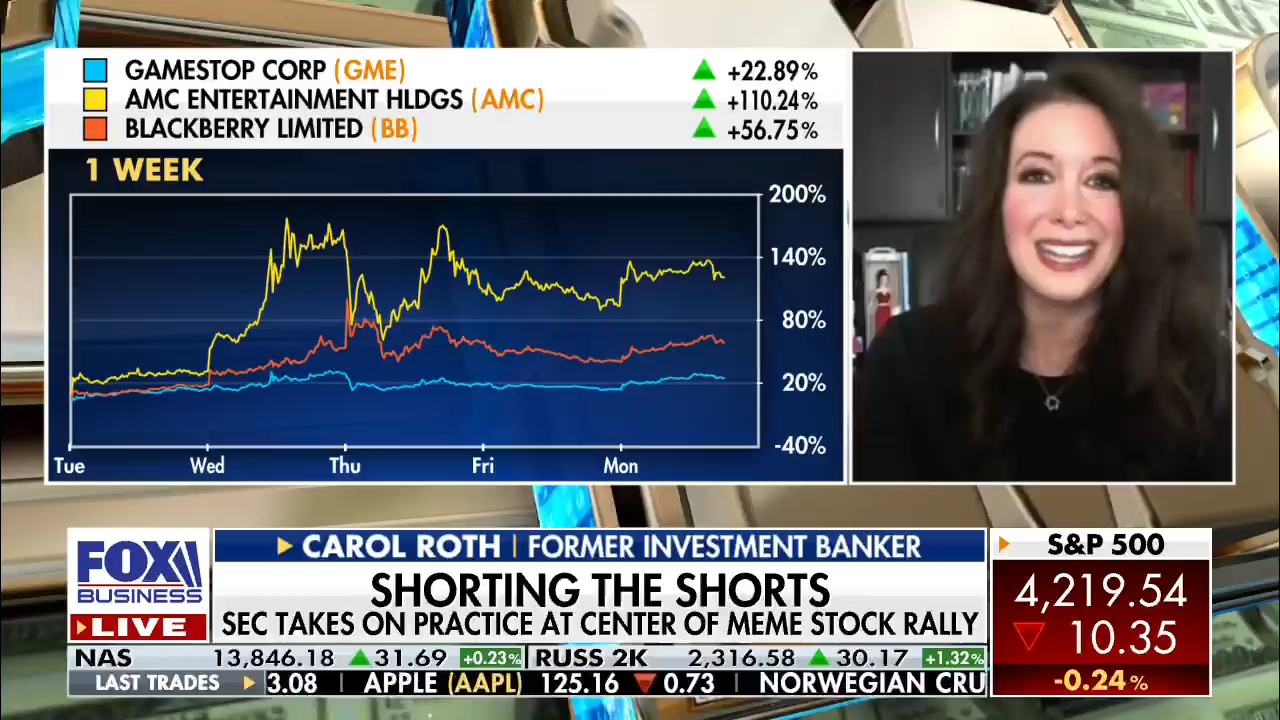 GAMESTOP CORP (GME) +22.89%
AMC ENTERTAINMENT HLDGS (AMC) +110.24%
BLACKBERRY LIMITED (BB) +56.75%
1 WEEK
200%
140%
80%
20%
-40%
Tue Wed Thu Fri Mon
FOX BUSINESS
LIVE
CAROL ROTH | FORMER INVESTMENT BANKER
SHORTING THE SHORTS
SEC TAKES ON PRACTICE AT CENTER OF MEME STOCK RALLY
S&P 500
4,219.54
10.35
-0.24%
NAS 13,846.18 31.69 +0.23% RUSS 2K 2,316.58 30.17 +1.32%
LAST TRADES 3.08 | APPLE (AAPL) 125.16 0.73 | NORWEGIAN CRU